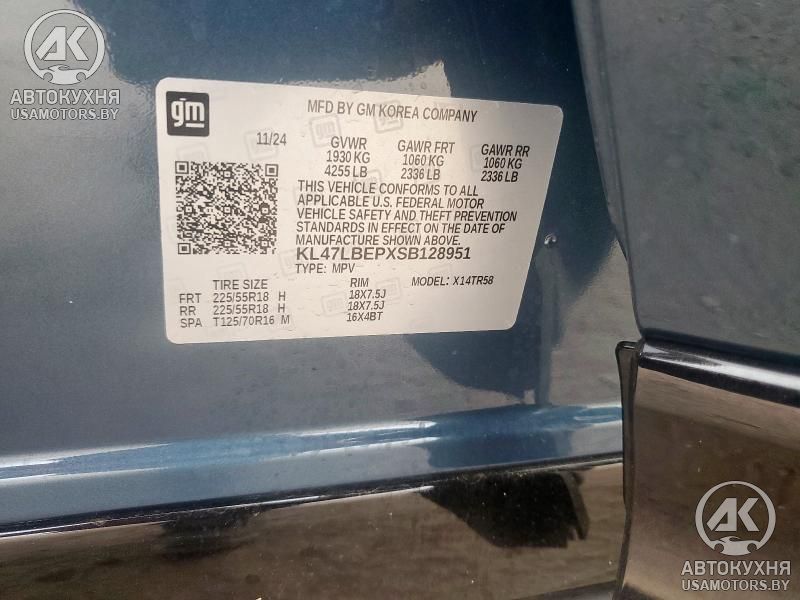 АК
АВТОКУХНЯ
USAMOTORS.BY
gm
MFD BY GM KOREA COMPANY
11/24
GVWR
1930 KG
4255 LB
GAWR FRT
1060 KG
2336 LB
GAWR RR
1060 KG
2336 LB
THIS VEHICLE CONFORMS TO ALL
APPLICABLE U.S. FEDERAL MOTOR
VEHICLE SAFETY AND THEFT PREVENTION
STANDARDS IN EFFECT ON THE DATE OF
MANUFACTURE SHOWN ABOVE.
KL47LBEPXSB128951
TYPE: MPV
MODEL: X14TR58
TIRE SIZE RIM
FRT 225/55R18 H 18X7.5J
RR 225/55R18 H 18X7.5J
SPA T125/70R16 M 16X4BT
АК
АВТОКУХНЯ
USAMOTORS.BY